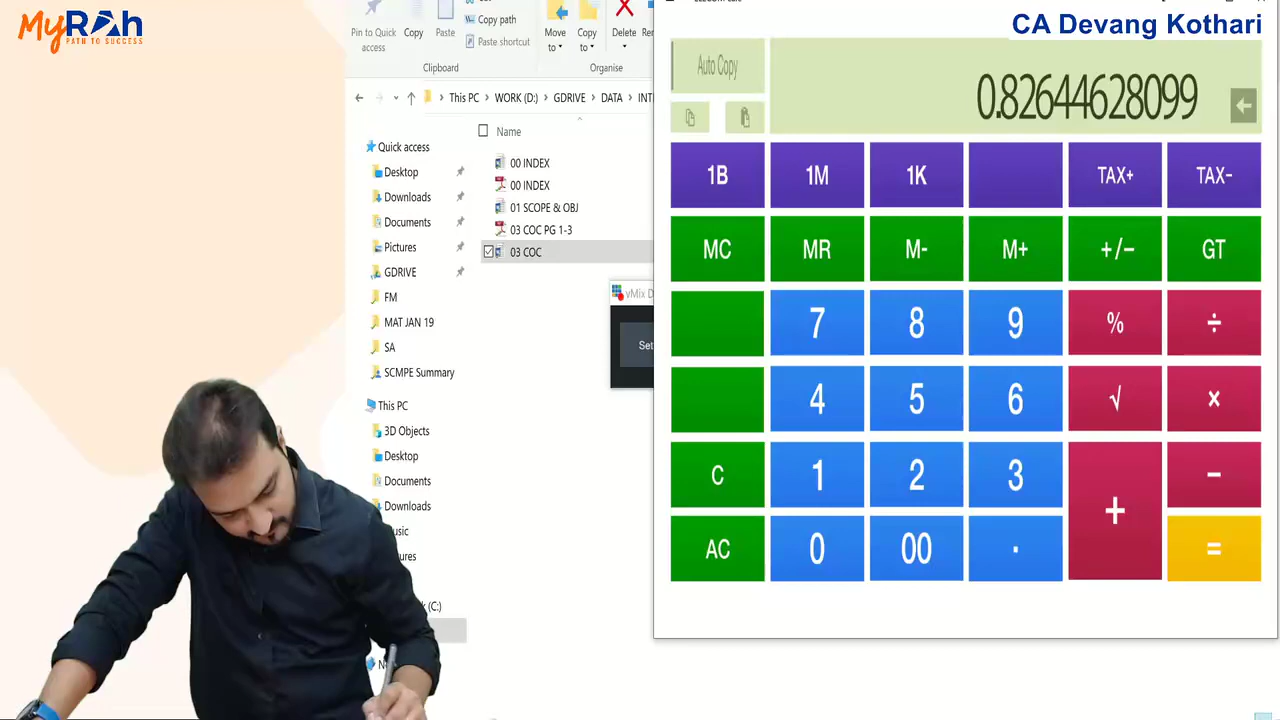 MyRah
PATH TO SUCCESS
CA Devang Kothari
Pin to Quick
access
Copy
Paste
Copy path
Paste shortcut
Move
to
Copy
to
Delete
Clipboard
Organise
This PC
WORK (D:)
GDRIVE
DATA
Name
Quick access
Desktop
Downloads
Documents
Pictures
GDRIVE
FM
MAT JAN 19
SA
SCMPE Summary
This PC
3D Objects
Desktop
Documents
Downloads
(C:)
00 INDEX
00 INDEX
01 SCOPE & OBJ
03 COC PG 1-3
03 COC
vMix D
Set
Auto Copy
0.82644628099
1B 1M 1K TAX+ TAX-
MC MR M- M+ +/- GT
7 8 9 % ÷
4 5 6 √ ×
C 1 2 3 + −
AC 0 00 . =